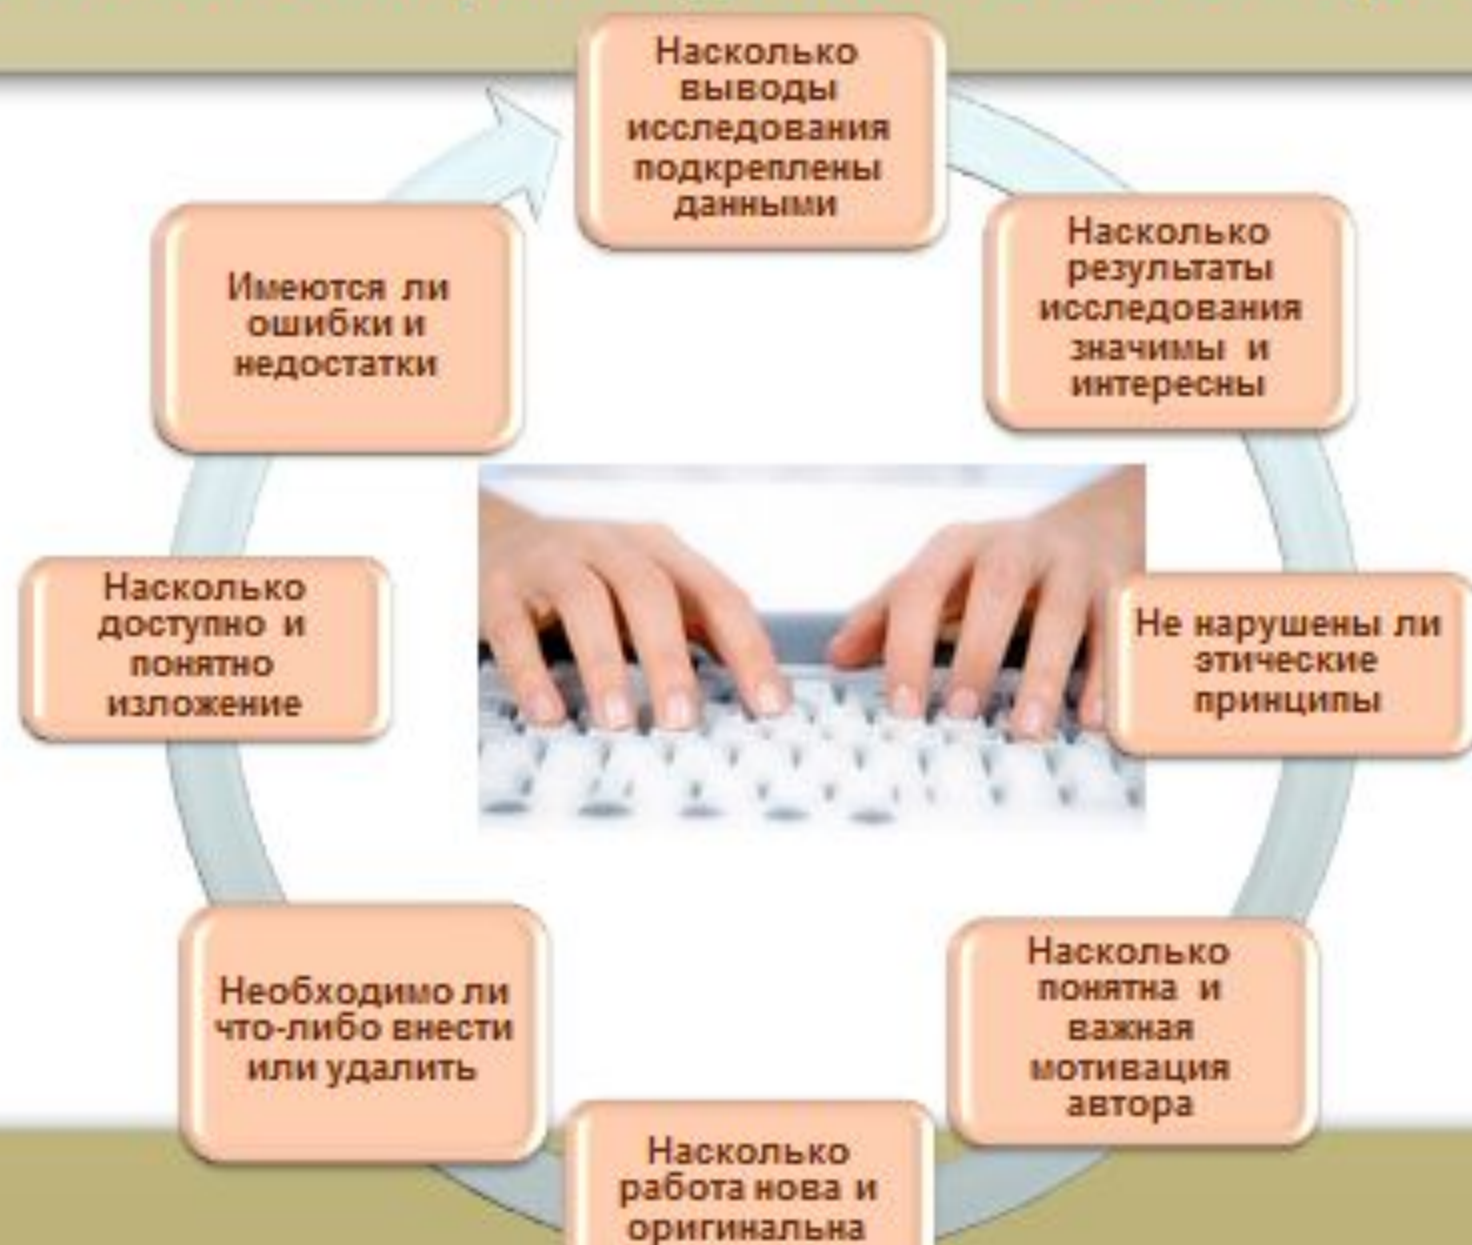 Насколько
выводы
исследования
подкреплены
данными
Насколько
результаты
исследования
значимы и
интересны
Не нарушены ли
этические
принципы
Насколько
понятна и
важная
мотивация
автора
Насколько
работа нова и
оригинальна
Необходимо ли
что-либо внести
или удалить
Насколько
доступно и
понятно
изложение
Имеются ли
ошибки и
недостатки